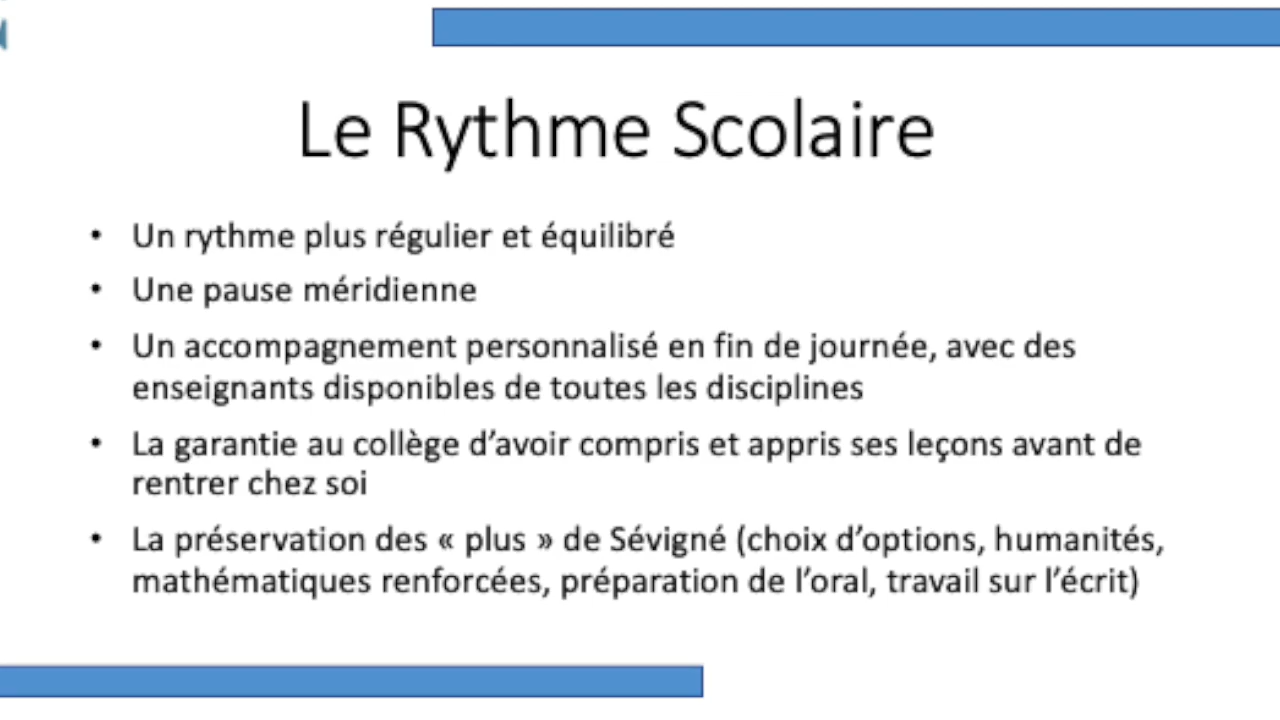 Le Rythme Scolaire
• Un rythme plus régulier et équilibré
• Une pause méridienne
• Un accompagnement personnalisé en fin de journée, avec des
enseignants disponibles de toutes les disciplines
• La garantie au collège d’avoir compris et appris ses leçons avant de
rentrer chez soi
• La préservation des « plus » de Sévigné (choix d’options, humanités,
mathématiques renforcées, préparation de l’oral, travail sur l’écrit)